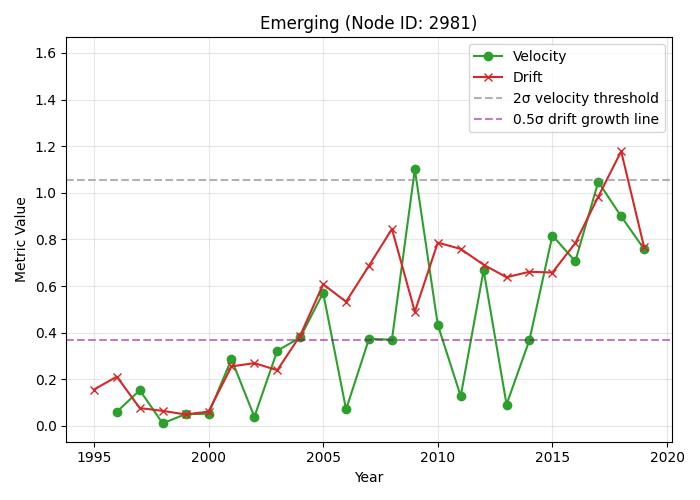 Emerging (Node ID: 2981)
Velocity
Drift
2σ velocity threshold
0.5σ drift growth line
Metric Value
1.6
1.4
1.2
1.0
0.8
0.6
0.4
0.2
0.0
1995
2000
2005
2010
2015
2020
Year